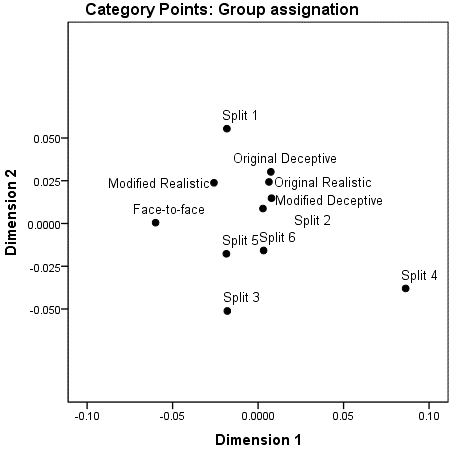 Category Points: Group assignation
Split 1
0.050
Original Deceptive
0.025
Modified Realistic
Original Realistic
Modified Deceptive
Face-to-face
Split 2
0.0000
Split 5
Split 6
-0.025
Split 4
Split 3
-0.050
Dimension 2
-0.10
-0.05
0.0000
0.05
0.10
Dimension 1